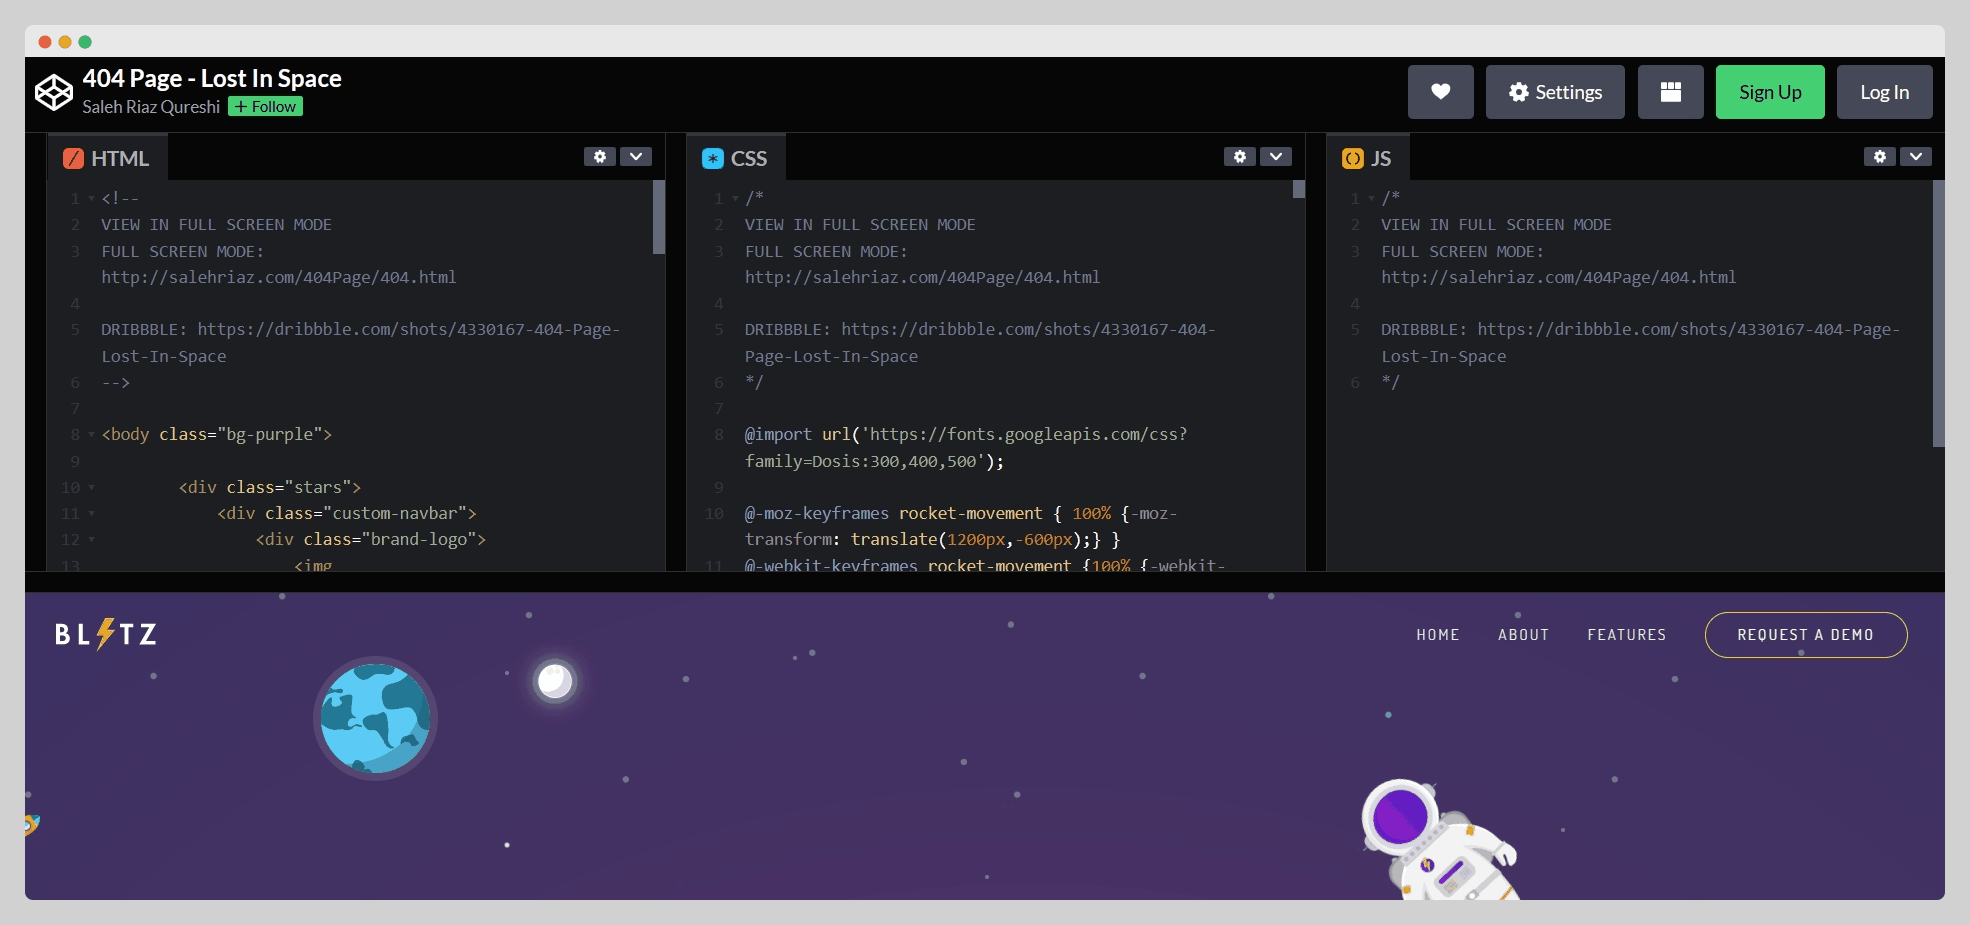 404 Page - Lost In Space
Saleh Riaz Qureshi + Follow
Settings
Sign Up
Log In
HTML
1 <!--
2 VIEW IN FULL SCREEN MODE
3 FULL SCREEN MODE:
http://salehriaz.com/404Page/404.html
4
5 DRIBBBLE: https://dribbble.com/shots/4330167-404-Page-
Lost-In-Space
6 -->
7
8 <body class="bg-purple">
9
10 <div class="stars">
11 <div class="custom-navbar">
12 <div class="brand-logo">
13 <img
CSS
1 /*
2 VIEW IN FULL SCREEN MODE
3 FULL SCREEN MODE:
http://salehriaz.com/404Page/404.html
4
5 DRIBBBLE: https://dribbble.com/shots/4330167-404-
Page-Lost-In-Space
6 */
7
8 @import url('https://fonts.googleapis.com/css?
family=Dosis:300,400,500');
9
10 @-moz-keyframes rocket-movement { 100% {-moz-
transform: translate(1200px,-600px);} }
11 @-webkit-keyframes rocket-movement {100% {-webkit-
JS
1 /*
2 VIEW IN FULL SCREEN MODE
3 FULL SCREEN MODE:
http://salehriaz.com/404Page/404.html
4
5 DRIBBBLE: https://dribbble.com/shots/4330167-404-Page-
Lost-In-Space
6 */
BLITZ
HOME
ABOUT
FEATURES
REQUEST A DEMO